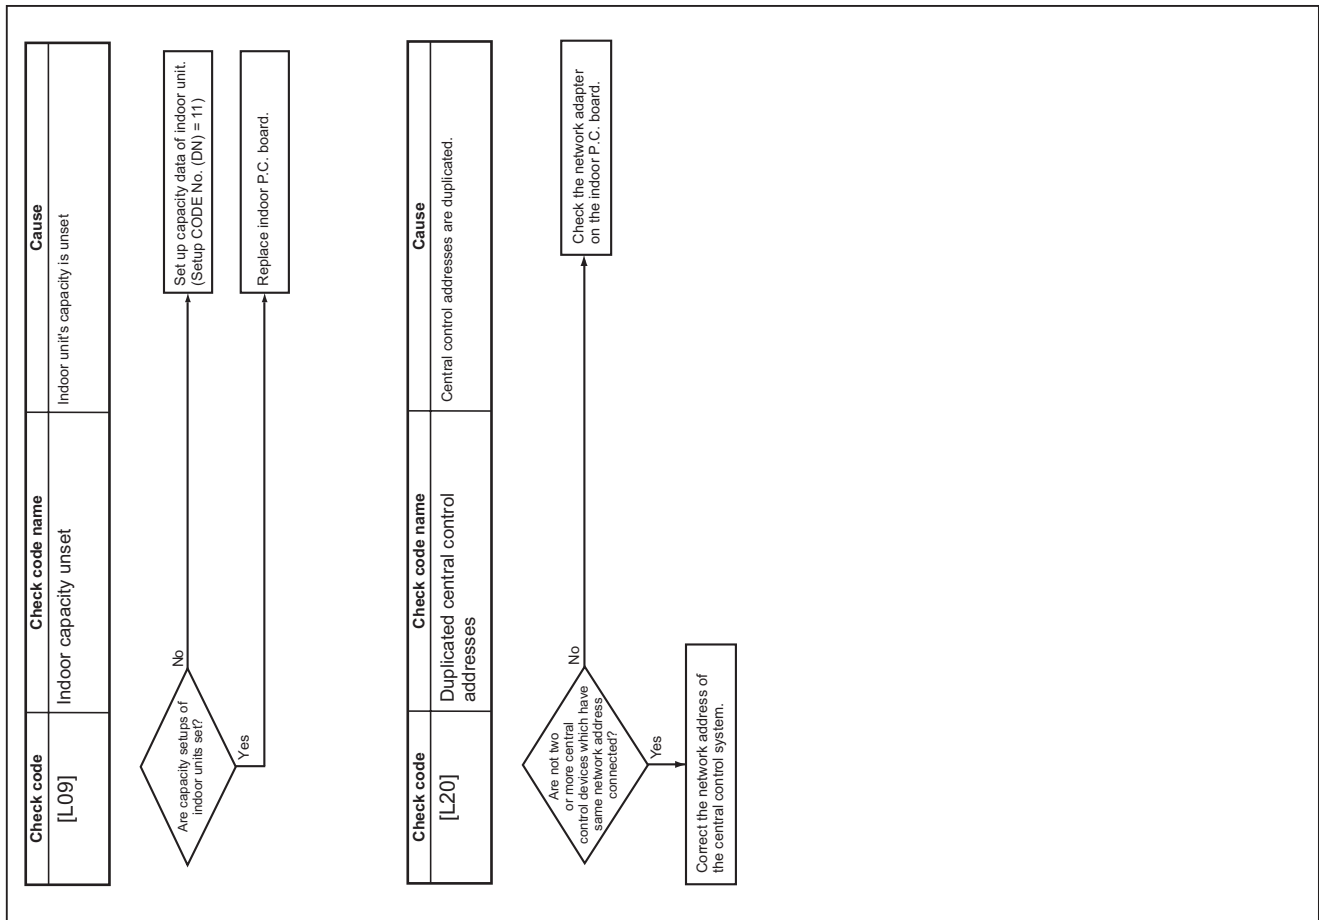 Check code
Check code name
Cause
[L09]
Indoor capacity unset
Indoor unit's capacity is unset
Are capacity setups of
indoor units set?
No
Set up capacity data of indoor unit.
(Setup CODE No. (DN) = 11)
Yes
Replace indoor P.C. board.
Check code
Check code name
Cause
[L20]
Duplicated central control
addresses
Central control addresses are duplicated.
Are not two
or more central
control devices which have
same network address
connected?
No
Check the network adapter
on the indoor P.C. board.
Yes
Correct the network address of
the central control system.